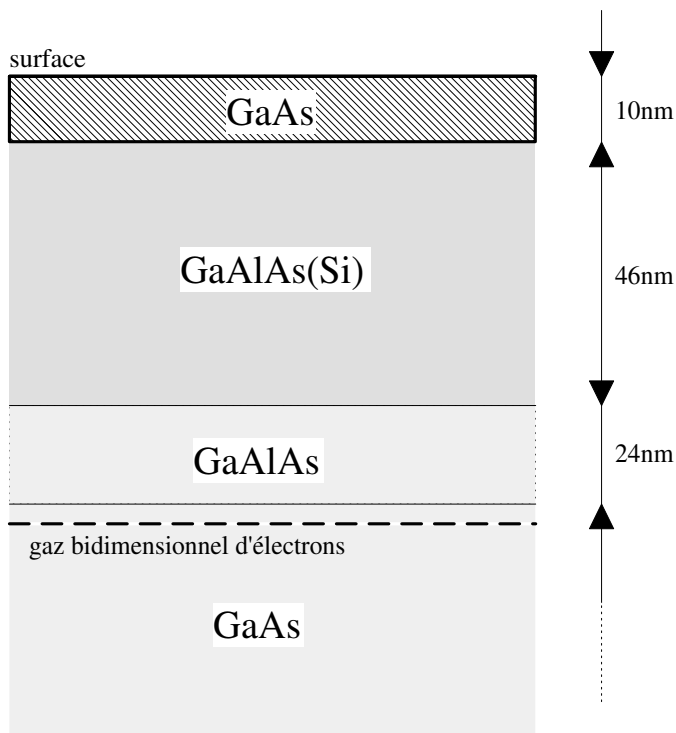 surface
GaAs
10nm
GaAlAs(Si)
46nm
GaAlAs
24nm
gaz bidimensionnel d'électrons
GaAs